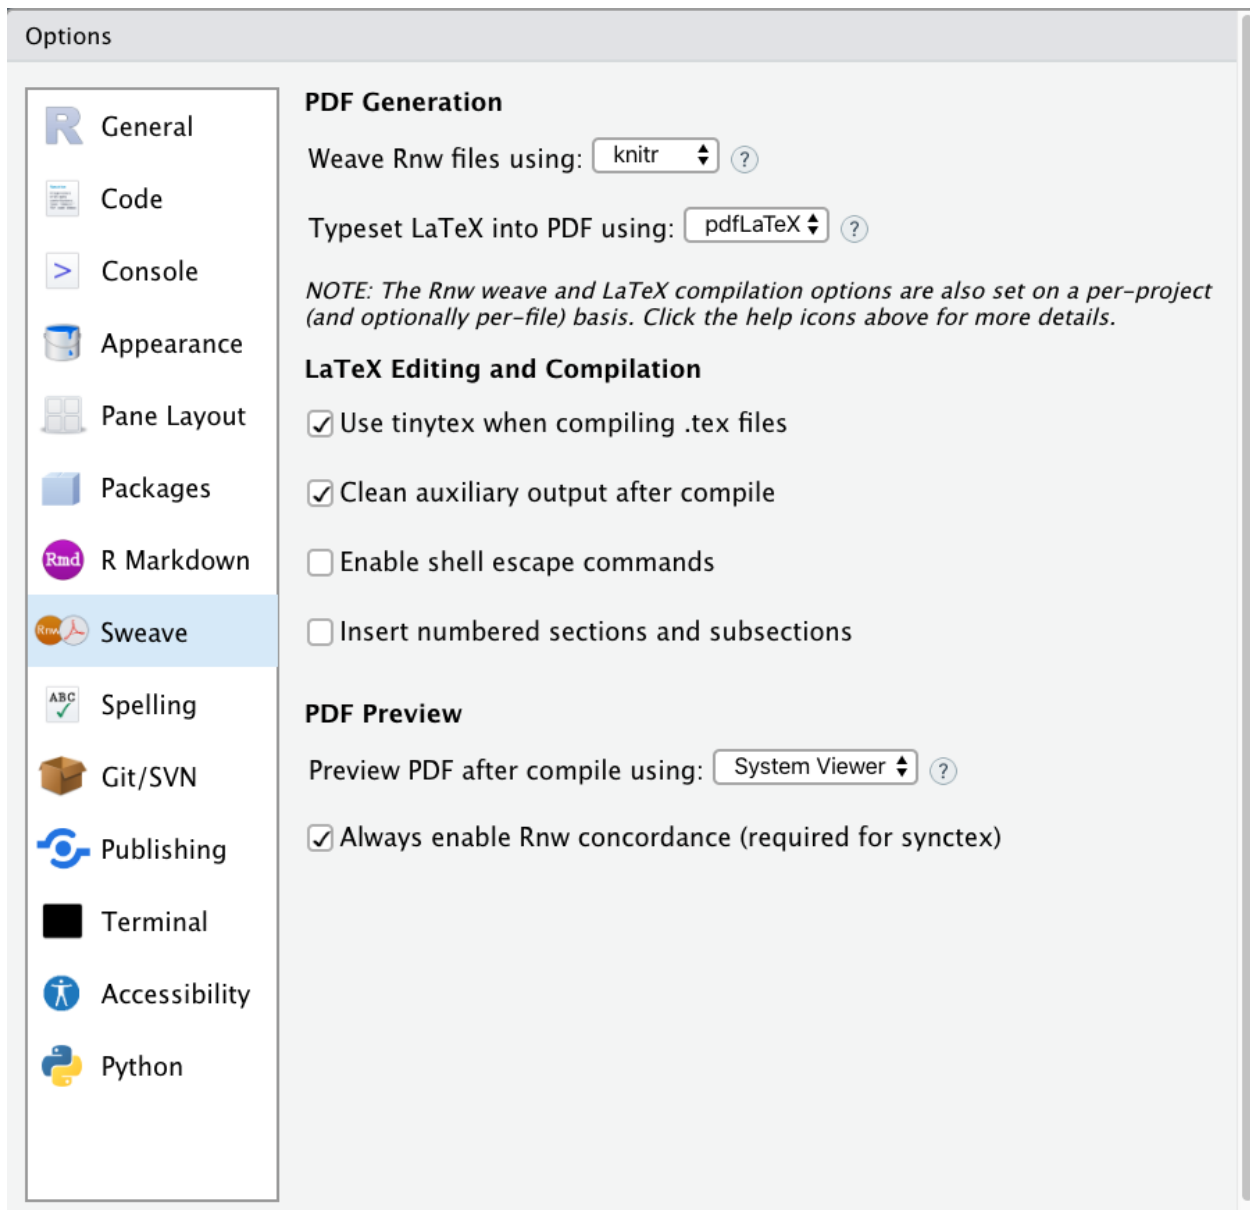 Options
General
Code
Console
Appearance
Pane Layout
Packages
Rmd R Markdown
Rnw Sweave
ABC Spelling
Git/SVN
Publishing
Terminal
Accessibility
Python
PDF Generation
Weave Rnw files using: knitr ?
Typeset LaTeX into PDF using: pdfLaTeX ?
NOTE: The Rnw weave and LaTeX compilation options are also set on a per-project
(and optionally per-file) basis. Click the help icons above for more details.
LaTeX Editing and Compilation
Use tinytex when compiling .tex files
Clean auxiliary output after compile
Enable shell escape commands
Insert numbered sections and subsections
PDF Preview
Preview PDF after compile using: System Viewer ?
Always enable Rnw concordance (required for synctex)